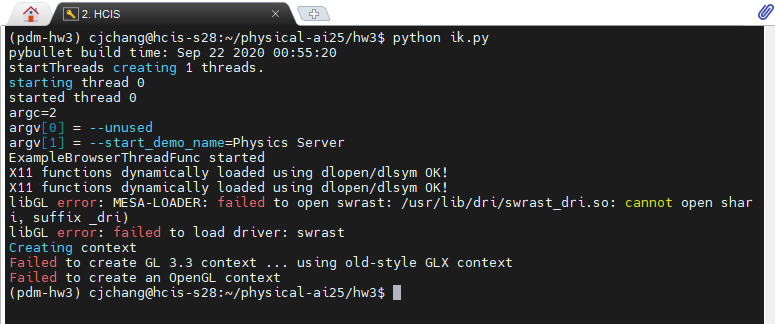 2. HCIS
(pdm-hw3) cjchang@hcis-s28:~/physical-ai25/hw3$ python ik.py
pybullet build time: Sep 22 2020 00:55:20
startThreads creating 1 threads.
starting thread 0
started thread 0
argc=2
argv[0] = --unused
argv[1] = --start_demo_name=Physics Server
ExampleBrowserThreadFunc started
X11 functions dynamically loaded using dlopen/dlsym OK!
X11 functions dynamically loaded using dlopen/dlsym OK!
libGL error: MESA-LOADER: failed to open swrast: /usr/lib/dri/swrast_dri.so: cannot open shar
i, suffix _dri)
libGL error: failed to load driver: swrast
Creating context
Failed to create GL 3.3 context ... using old-style GLX context
Failed to create an OpenGL context
(pdm-hw3) cjchang@hcis-s28:~/physical-ai25/hw3$